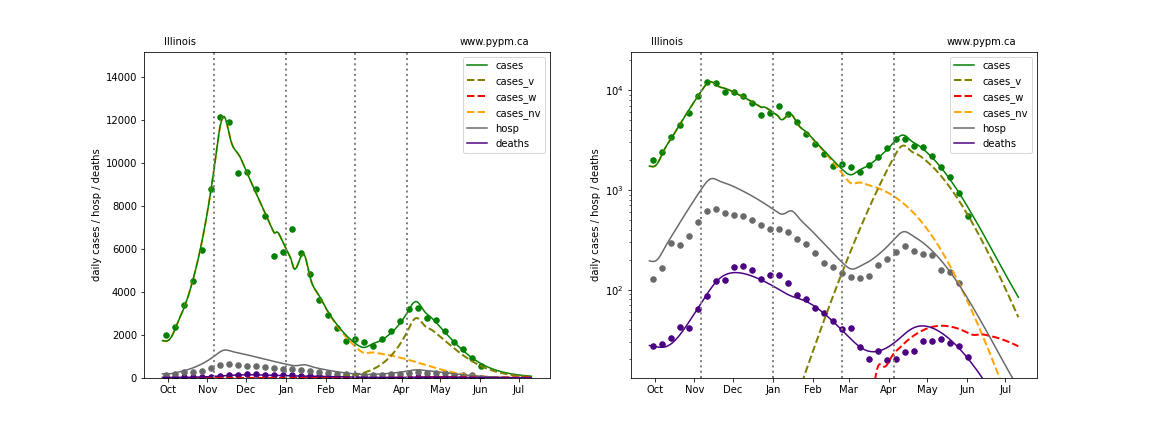 Illinois www.pypm.ca
daily cases / hosp / deaths
14000
12000
10000
8000
6000
4000
2000
0
Oct Nov Dec Jan Feb Mar Apr May Jun Jul
cases
cases_v
cases_w
cases_nv
hosp
deaths
Illinois www.pypm.ca
daily cases / hosp / deaths
10⁴
10³
10²
Oct Nov Dec Jan Feb Mar Apr May Jun Jul
cases
cases_v
cases_w
cases_nv
hosp
deaths